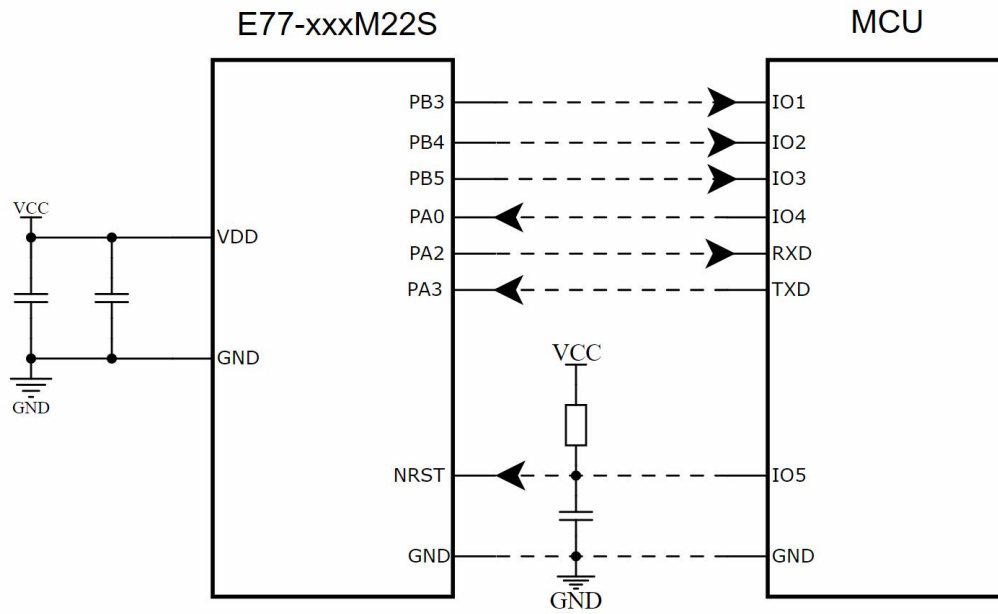 E77-xxxM22S
MCU
PB3
IO1
PB4
IO2
PB5
IO3
VCC
PA0
IO4
VDD
PA2
RXD
PA3
TXD
GND
VCC
GND
NRST
IO5
GND
GND
GND